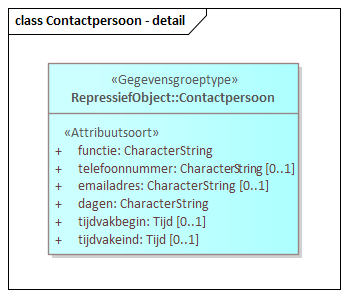 class Contactpersoon - detail
«Gegevensgroeptype»
RepressiefObject::Contactpersoon
«Attribuutsoort»
+ functie: CharacterString
+ telefoonnummer: CharacterString [0..1]
+ emailadres: CharacterString [0..1]
+ dagen: CharacterString
+ tijdvakbegin: Tijd [0..1]
+ tijdvakeind: Tijd [0..1]